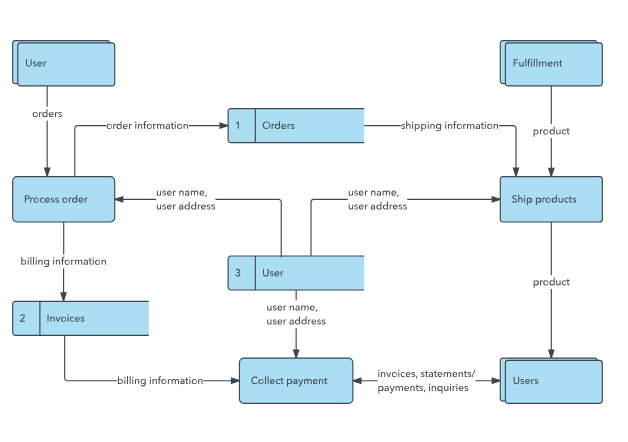 User
Fulfillment
orders
order information
1
Orders
shipping information
product
Process order
user name,
user address
user name,
user address
Ship products
billing information
3
User
product
2
Invoices
user name,
user address
billing information
Collect payment
invoices, statements/
payments, inquiries
Users